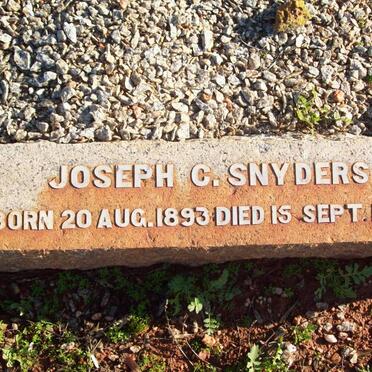 JOSEPH C. SNYDERS
BORN 20 AUG. 1893 DIED 15 SEPT.